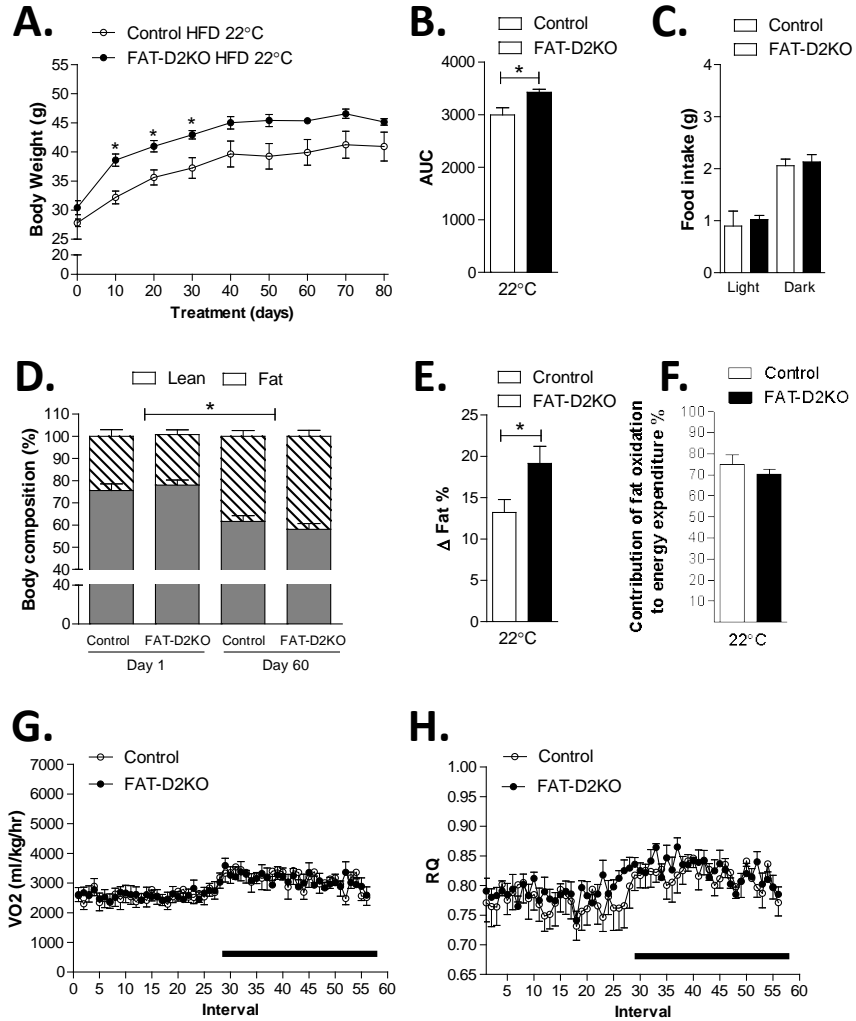 A.
Control HFD 22°C
FAT-D2KO HFD 22°C
Body Weight (g)
55
50
45
40
35
30
25
20
0
* * *
0 10 20 30 40 50 60 70 80
Treatment (days)
B.
Control
FAT-D2KO
AUC
4000
3000
2000
1000
0
*
22°C
C.
Control
FAT-D2KO
Food intake (g)
4
3
2
1
0
Light Dark
D.
Lean Fat
Body composition (%)
110
100
90
80
70
60
50
40
40
0
*
Control FAT-D2KO Control FAT-D2KO
Day 1 Day 60
E.
Crontrol
FAT-D2KO
Δ Fat %
25
20
15
10
5
0
*
22°C
F.
Control
FAT-D2KO
Contribution of fat oxidation
to energy expenditure %
100
90
80
70
60
50
40
30
20
10
22°C
G.
Control
FAT-D2KO
VO2 (ml/kg/hr)
7000
6000
5000
4000
3000
2000
1000
0
0 5 10 15 20 25 30 35 40 45 50 55 60
Interval
H.
Control
FAT-D2KO
RQ
1.00
0.95
0.90
0.85
0.80
0.75
0.70
0.65
5 10 15 20 25 30 35 40 45 50 55 60
Interval